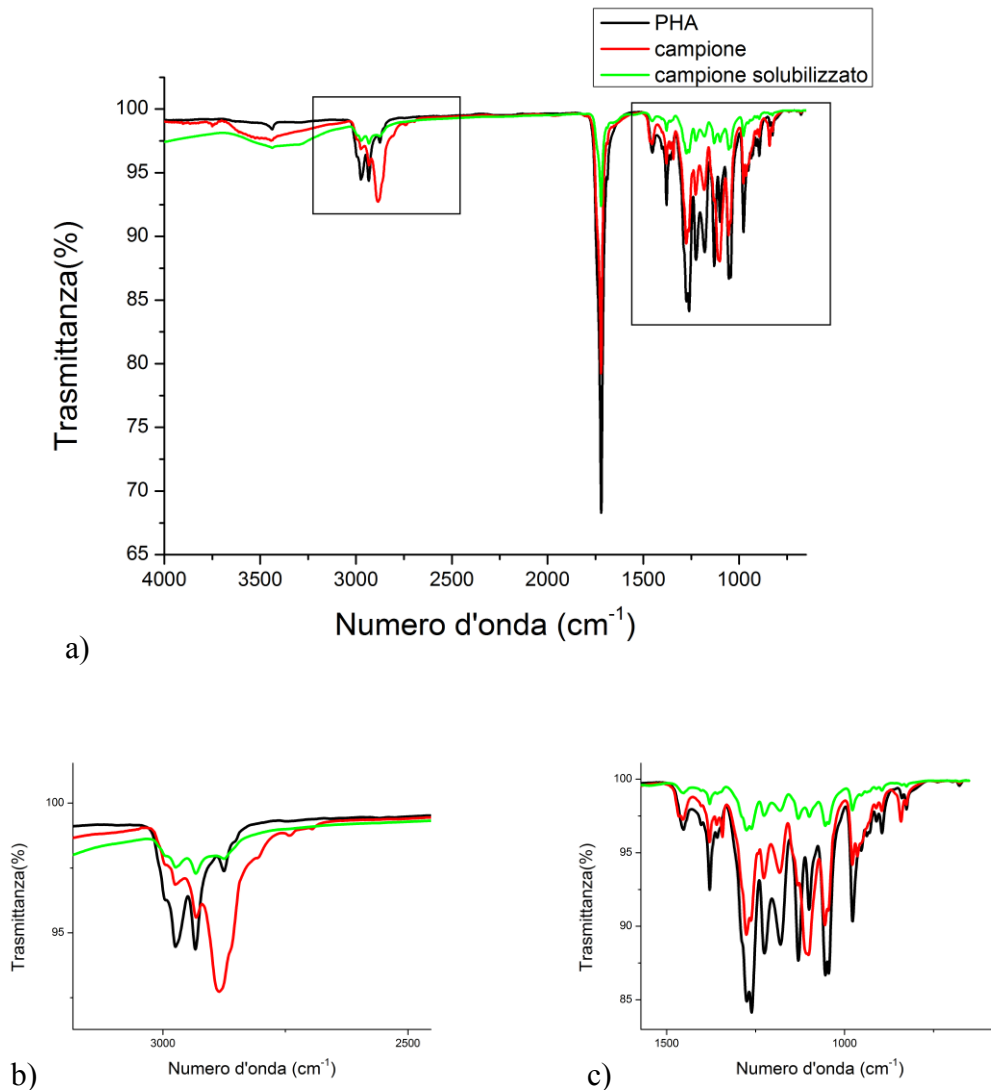 PHA
campione
campione solubilizzato
100
95
90
85
80
75
70
65
Trasmittanza(%)
4000 3500 3000 2500 2000 1500 1000
Numero d'onda (cm-1)
a)
100
95
Trasmittanza(%)
3000 2500
Numero d'onda (cm-1)
b)
100
95
90
85
Trasmittanza(%)
1500 1000
Numero d'onda (cm-1)
c)